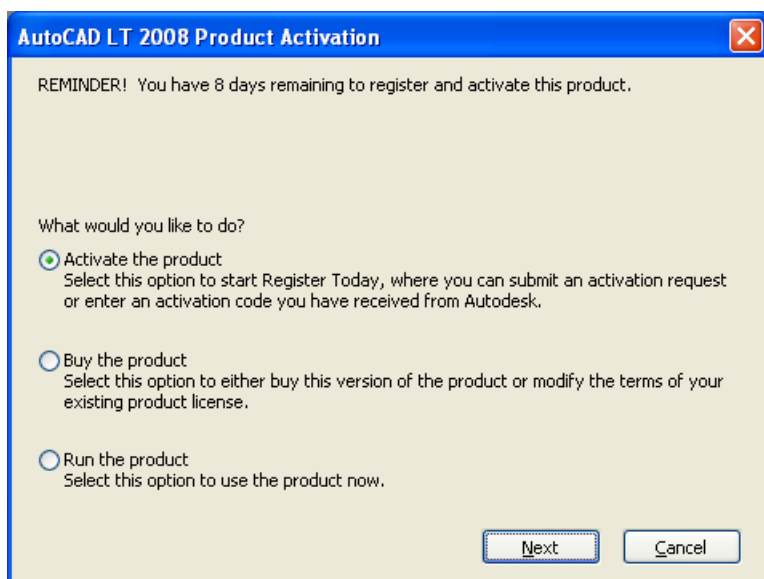 AutoCAD LT 2008 Product Activation
REMINDER! You have 8 days remaining to register and activate this product.
What would you like to do?
Activate the product
Select this option to start Register Today, where you can submit an activation request
or enter an activation code you have received from Autodesk.
Buy the product
Select this option to either buy this version of the product or modify the terms of your
existing product license.
Run the product
Select this option to use the product now.
Next
Cancel